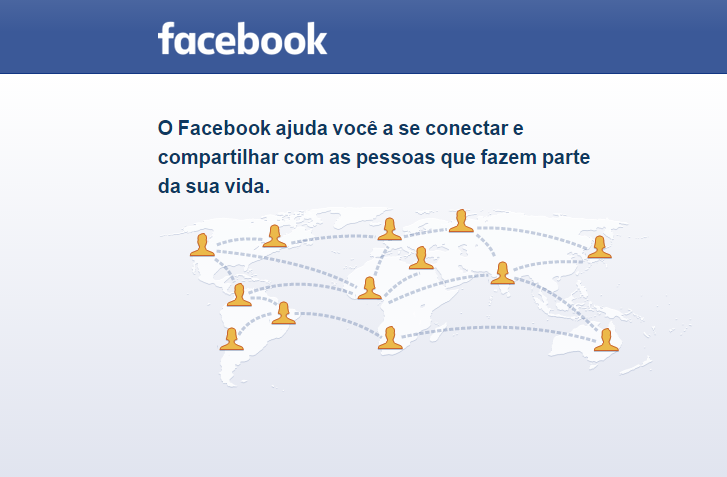 facebook
O Facebook ajuda você a se conectar e
compartilhar com as pessoas que fazem parte
da sua vida.